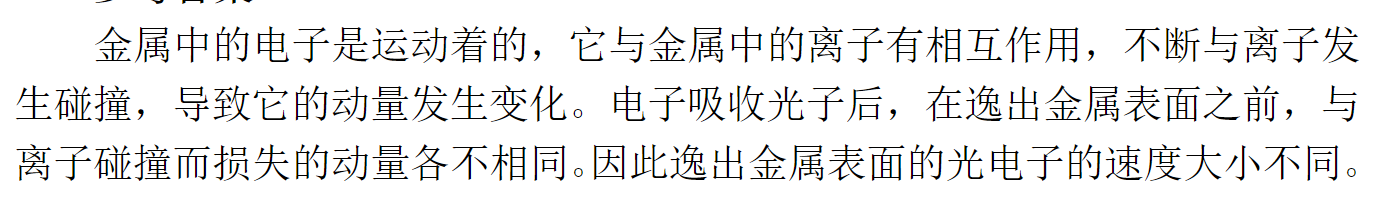 金属中的电子是运动着的，它与金属中的离子有相互作用，不断与离子发
生碰撞，导致它的动量发生变化。电子吸收光子后，在逸出金属表面之前，与
离子碰撞而损失的动量各不相同。因此逸出金属表面的光电子的速度大小不同。